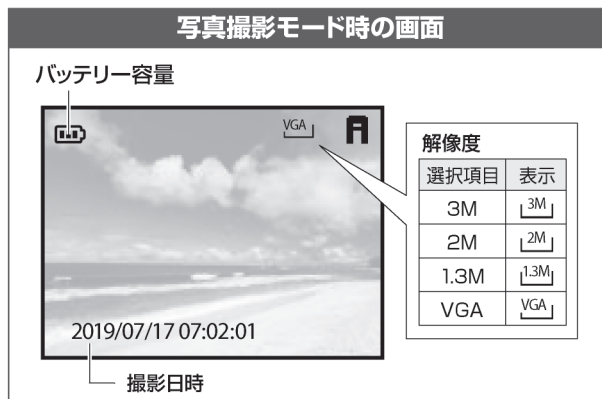 写真撮影モード時の画面
バッテリー容量
VGA
A
解像度
選択項目 表示
3M 3M
2M 2M
1.3M 1.3M
VGA VGA
2019/07/17 07:02:01
撮影日時